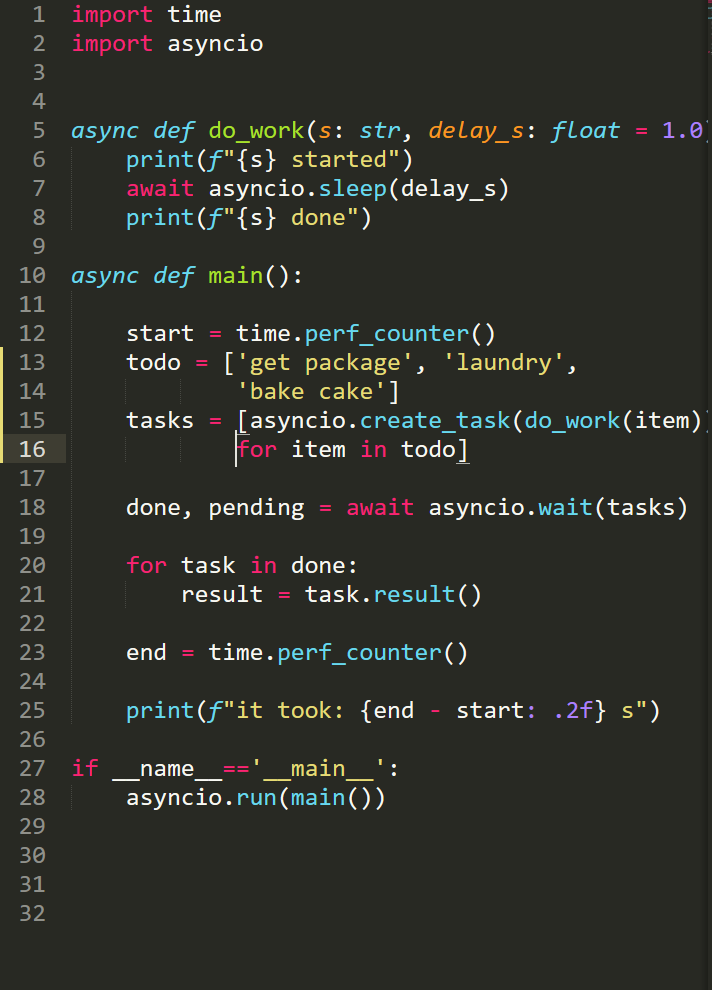 1 import time
2 import asyncio
3
4
5 async def do_work(s: str, delay_s: float = 1.0)
6     print(f"{s} started")
7     await asyncio.sleep(delay_s)
8     print(f"{s} done")
9
10 async def main():
11
12     start = time.perf_counter()
13     todo = ['get package', 'laundry',
14             'bake cake']
15     tasks = [asyncio.create_task(do_work(item))
16             for item in todo]
17
18     done, pending = await asyncio.wait(tasks)
19
20     for task in done:
21         result = task.result()
22
23     end = time.perf_counter()
24
25     print(f"it took: {end - start: .2f} s")
26
27 if __name__=='__main__':
28     asyncio.run(main())
29
30
31
32